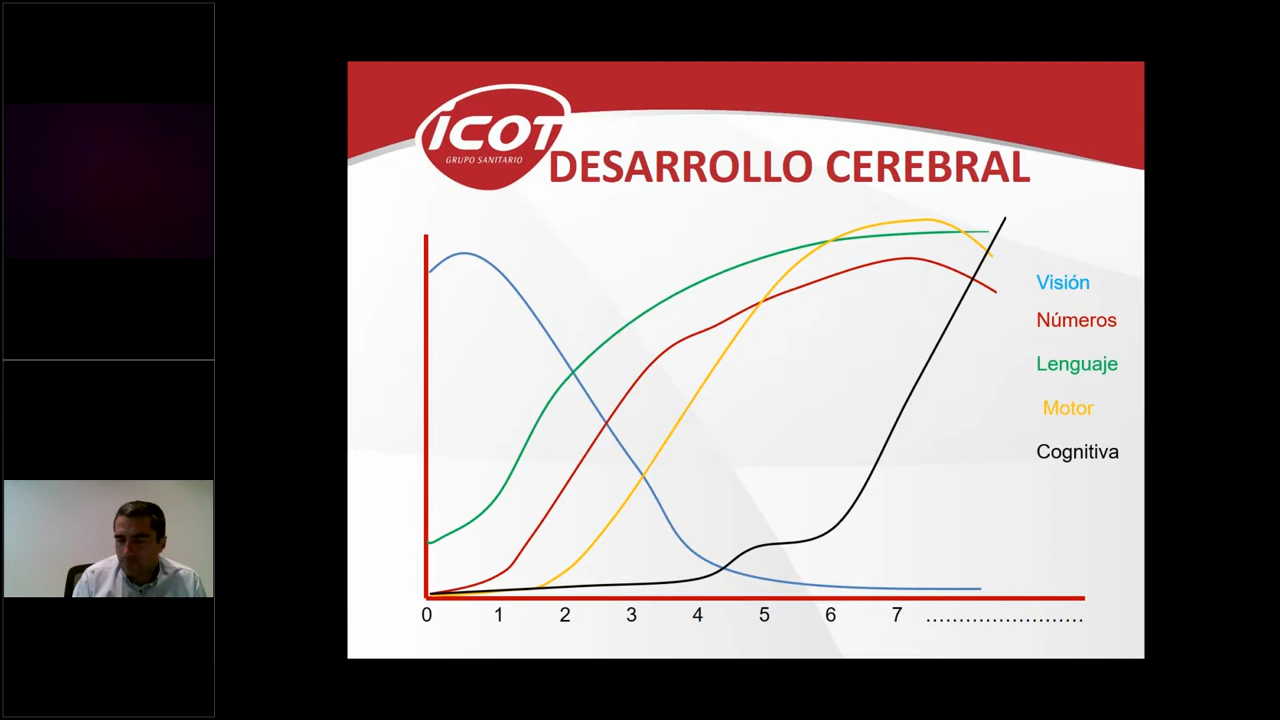 iCOT
GRUPO SANITARIO
DESARROLLO CEREBRAL
Visión
Números
Lenguaje
Motor
Cognitiva
0 1 2 3 4 5 6 7 ........................